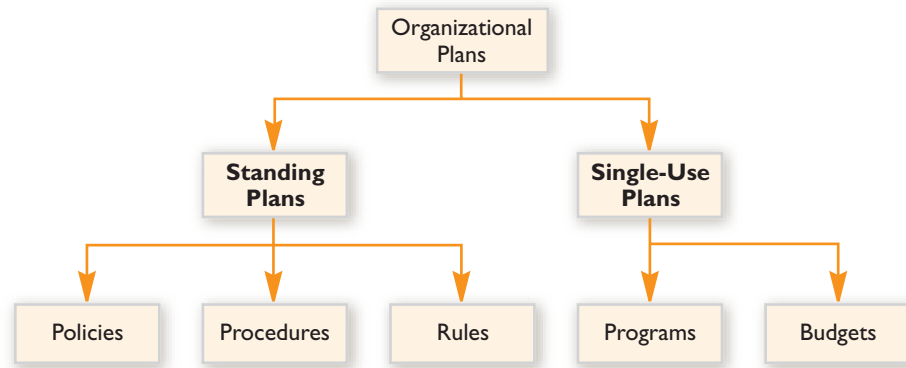 Organizational
Plans
Standing
Plans
Single-Use
Plans
Policies
Procedures
Rules
Programs
Budgets